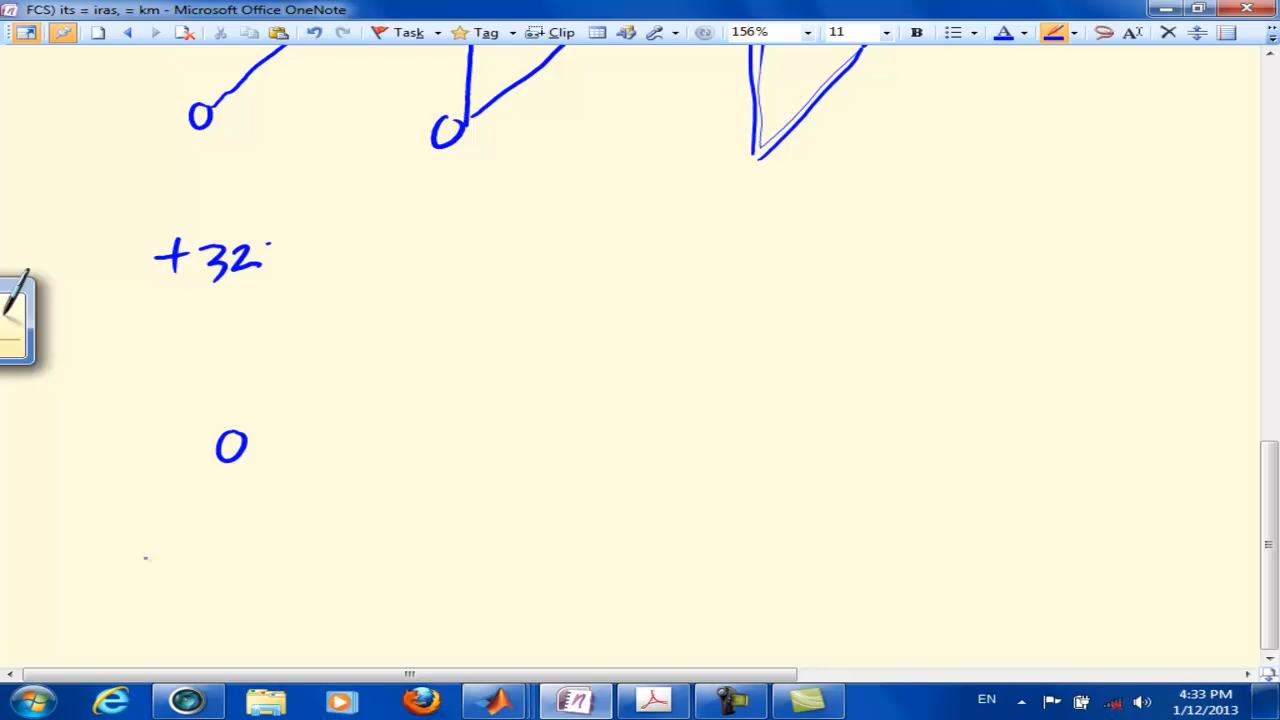 FCS) its = iras, = km - Microsoft Office OneNote
Task Tag Clip 156% 11 B A
0 0
+32
0
EN 4:33 PM
1/12/2013